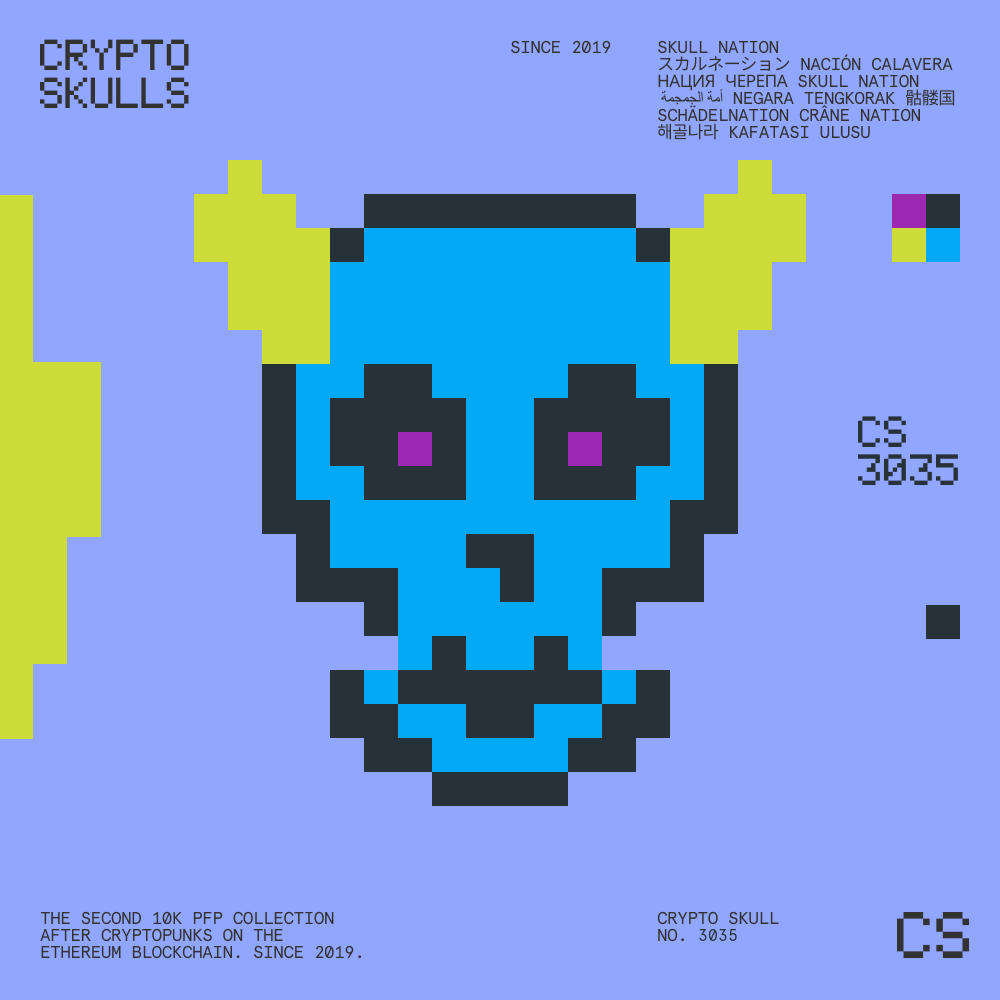 CRYPTO
SKULLS
SINCE 2019
SKULL NATION
スカルネーション NACIÓN CALAVERA
НАЦИЯ ЧЕРЕПА SKULL NATION
أمة الجمجمة NEGARA TENGKORAK 骷髅国
SCHÄDELNATION CRÂNE NATION
해골나라 KAFATASI ULUSU
CS
3035
THE SECOND 10K PFP COLLECTION
AFTER CRYPTOPUNKS ON THE
ETHEREUM BLOCKCHAIN. SINCE 2019.
CRYPTO SKULL
NO. 3035
CS